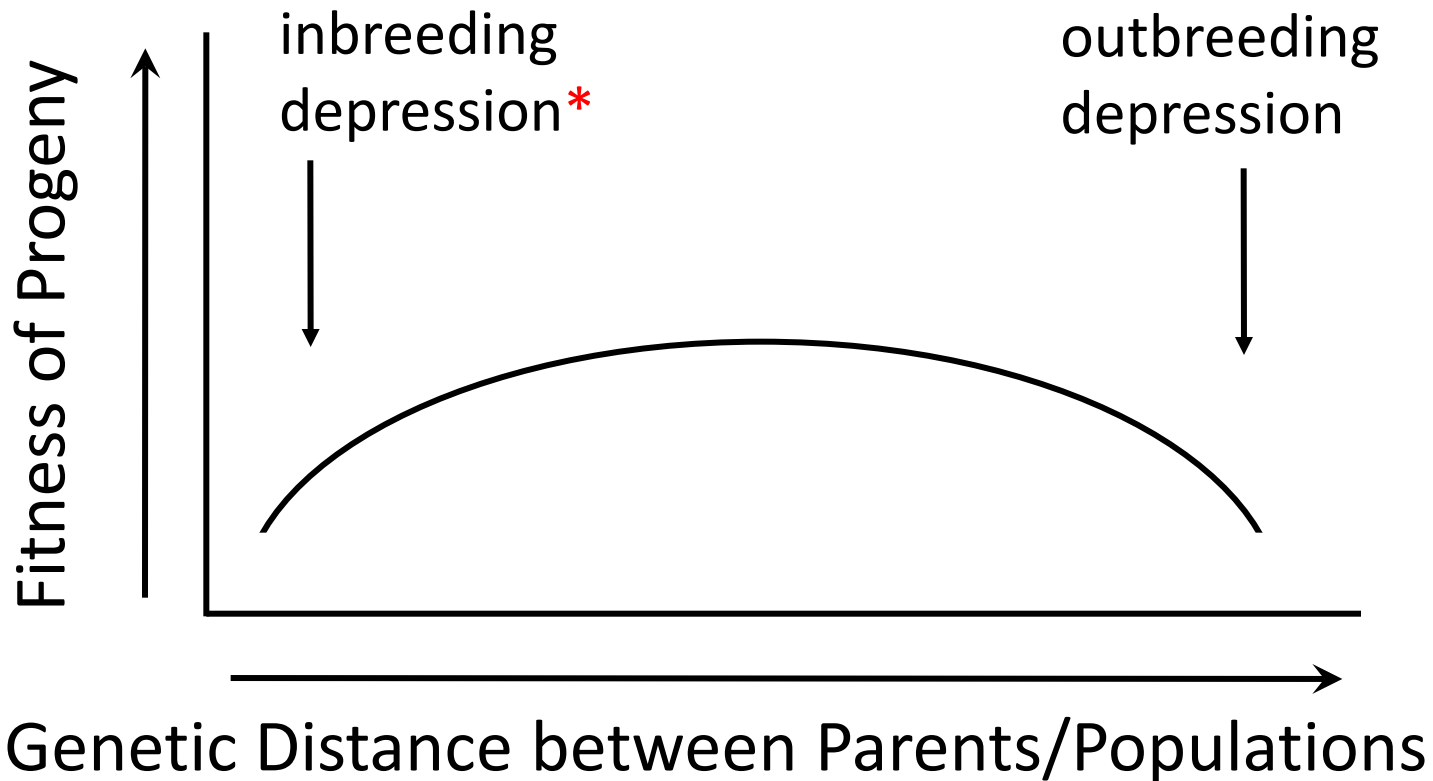 inbreeding
depression*
outbreeding
depression
Fitness of Progeny
Genetic Distance between Parents/Populations